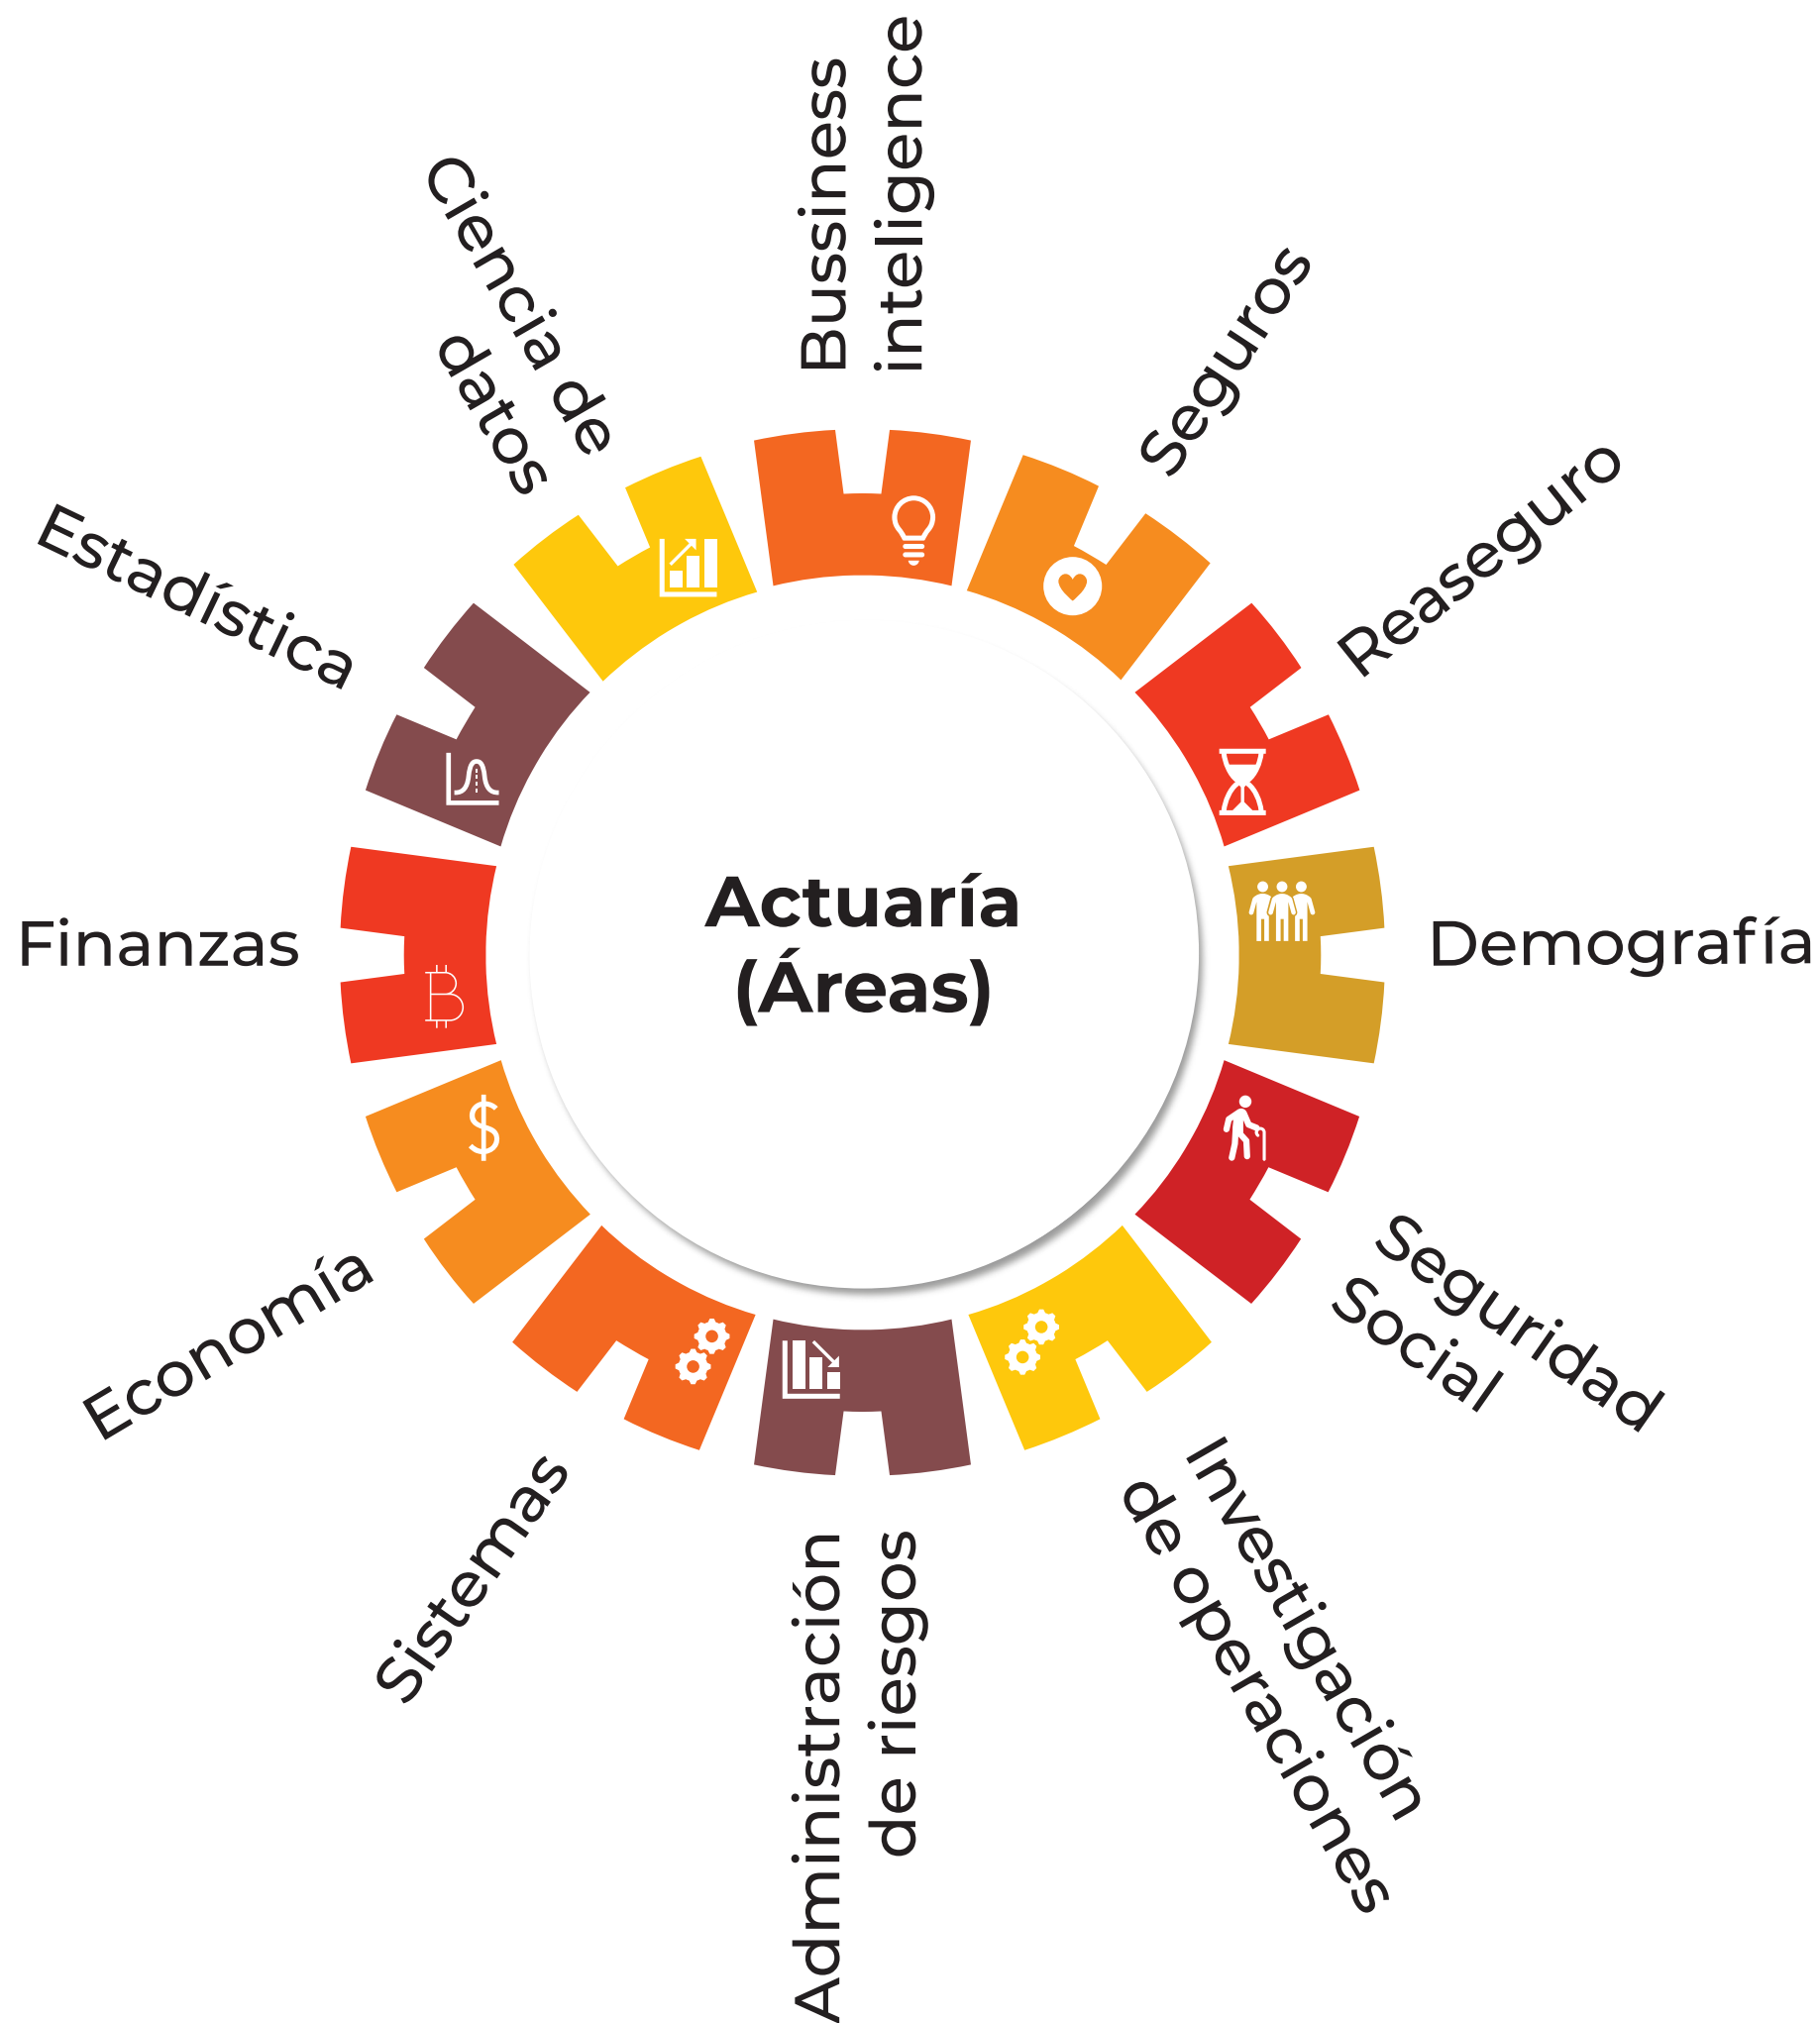 Actuaría
(Áreas)
Bussiness
inteligence
Seguros
Reaseguro
Demografía
Seguridad
Social
Investigación
de operaciones
Administración
de riesgos
Sistemas
Economía
Finanzas
Estadística
Ciencia de
datos